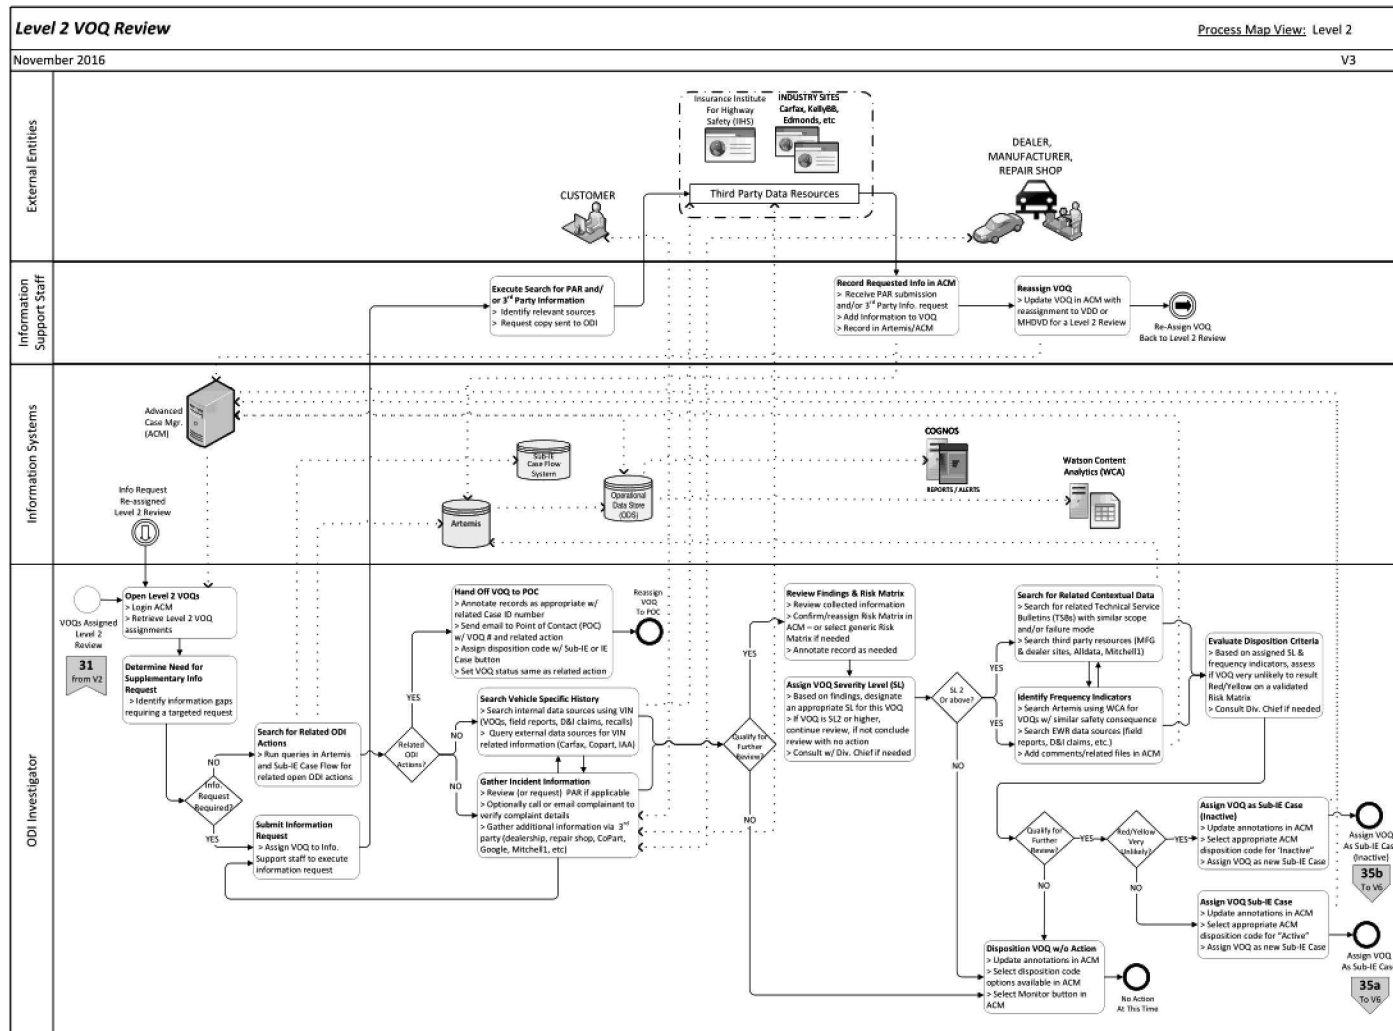 Level 2 VOQ Review
Process Map View: Level 2
November 2016
V3
External Entities
Insurance Institute
For Highway
Safety (IIHS)
INDUSTRY SITES
Carfax, KellyBB,
Edmonds, etc
Third Party Data Resources
CUSTOMER
DEALER,
MANUFACTURER,
REPAIR SHOP
Information
Support Staff
Execute Search for PAR and/
or 3rd Party Information
> Identify relevant sources
> Request copy sent to ODI
Record Requested Info in ACM
> Receive PAR submission
and/or 3rd Party Info. request
> Add Information to VOQ
> Record in Artemis/ACM
Reassign VOQ
> Update VOQ in ACM with
reassignment to VDD or
MHDVD for a Level 2 Review
Re-Assign VOQ
Back to Level 2 Review
Information Systems
Advanced
Case Mgr.
(ACM)
Sub-IE
Case Flow
System
Operational
Data Store
(ODS)
Artemis
COGNOS
REPORTS / ALERTS
Watson Content
Analytics (WCA)
Info Request
Re-assigned
Level 2 Review
ODI Investigator
VOQs Assigned
Level 2
Review
31
from V2
Open Level 2 VOQs
> Login ACM
> Retrieve Level 2 VOQ
assignments
Determine Need for
Supplementary Info
Request
> Identify information gaps
requiring a targeted request
Info.
Request
Required?
NO
YES
Search for Related ODI
Actions
> Run queries in Artemis
and Sub-IE Case Flow for
related open ODI actions
Submit Information
Request
> Assign VOQ to Info.
Support staff to execute
information request
Related
ODI
Actions?
YES
NO
NO
Hand Off VOQ to POC
> Annotate records as appropriate w/
related Case ID number
> Send email to Point of Contact (POC)
w/ VOQ # and related action
> Assign disposition code w/ Sub-IE or IE
Case button
> Set VOQ status same as related action
Reassign
VOQ
To POC
Search Vehicle Specific History
> Search internal data sources using VIN
(VOQs, field reports, D&I claims, recalls)
> Query external data sources for VIN
related information (Carfax, Copart, IAA)
Gather Incident Information
> Review (or request) PAR if applicable
> Optionally call or email complainant to
verify complaint details
> Gather additional information via 3rd
party (dealership, repair shop, CoPart,
Google, Mitchell1, etc)
Qualify for
Further
Review?
YES
NO
Review Findings & Risk Matrix
> Review collected information
> Confirm/reassign Risk Matrix in
ACM – or select generic Risk
Matrix if needed
> Annotate record as needed
Assign VOQ Severity Level (SL)
> Based on findings, designate
an appropriate SL for this VOQ
> If VOQ is SL2 or higher,
continue review, if not conclude
review with no action
> Consult w/ Div. Chief if needed
SL 2
Or above?
YES
YES
NO
Search for Related Contextual Data
> Search for related Technical Service
Bulletins (TSBs) with similar scope
and/or failure mode
> Search third party resources (MFG
& dealer sites, Alldata, Mitchell1)
Identify Frequency Indicators
> Search Artemis using WCA for
VOQs w/ similar safety consequence
> Search EWR data sources (field
reports, D&I claims, etc.)
> Add comments/related files in ACM
Evaluate Disposition Criteria
> Based on assigned SL &
frequency indicators, assess
if VOQ very unlikely to result
Red/Yellow on a validated
Risk Matrix
> Consult Div. Chief if needed
Qualify for
Further
Review?
YES
NO
Red/Yellow
Very
Unlikely?
YES
NO
Assign VOQ as Sub-IE Case
(Inactive)
> Update annotations in ACM
> Select appropriate ACM
disposition code for 'Inactive"
> Assign VOQ as new Sub-IE Case
Assign VOQ
As Sub-IE Case
(Inactive)
35b
To V6
Assign VOQ Sub-IE Case
> Update annotations in ACM
> Select appropriate ACM
disposition code for "Active"
> Assign VOQ as new Sub-IE Case
Assign VOQ
As Sub-IE Case
35a
To V6
Disposition VOQ w/o Action
> Update annotations in ACM
> Select disposition code
options available in ACM
> Select Monitor button in
ACM
No Action
At This Time